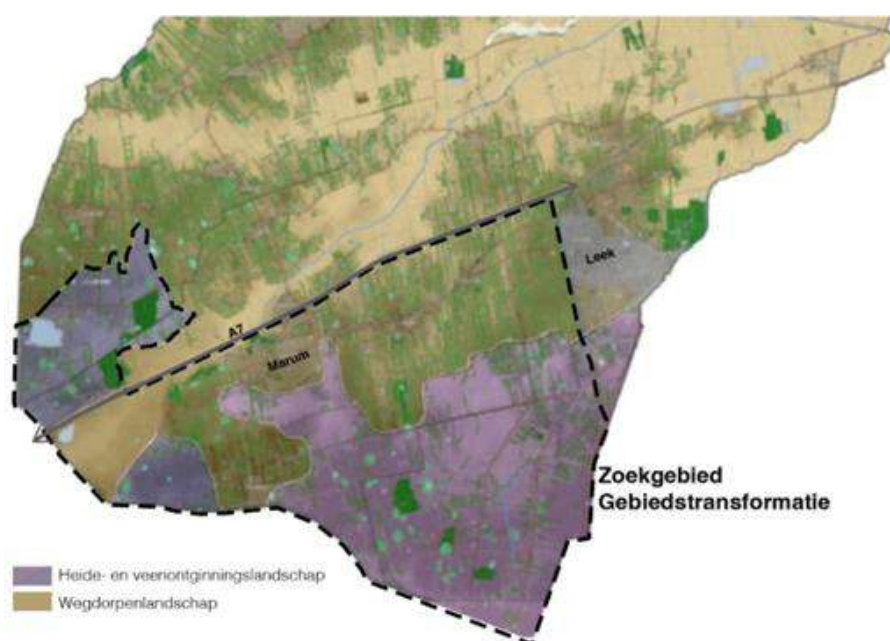 Leek
A7
Marum
Zoekgebied
Gebiedstransformatie
Heide- en veenontginningslandschap
Wegdorpenlandschap